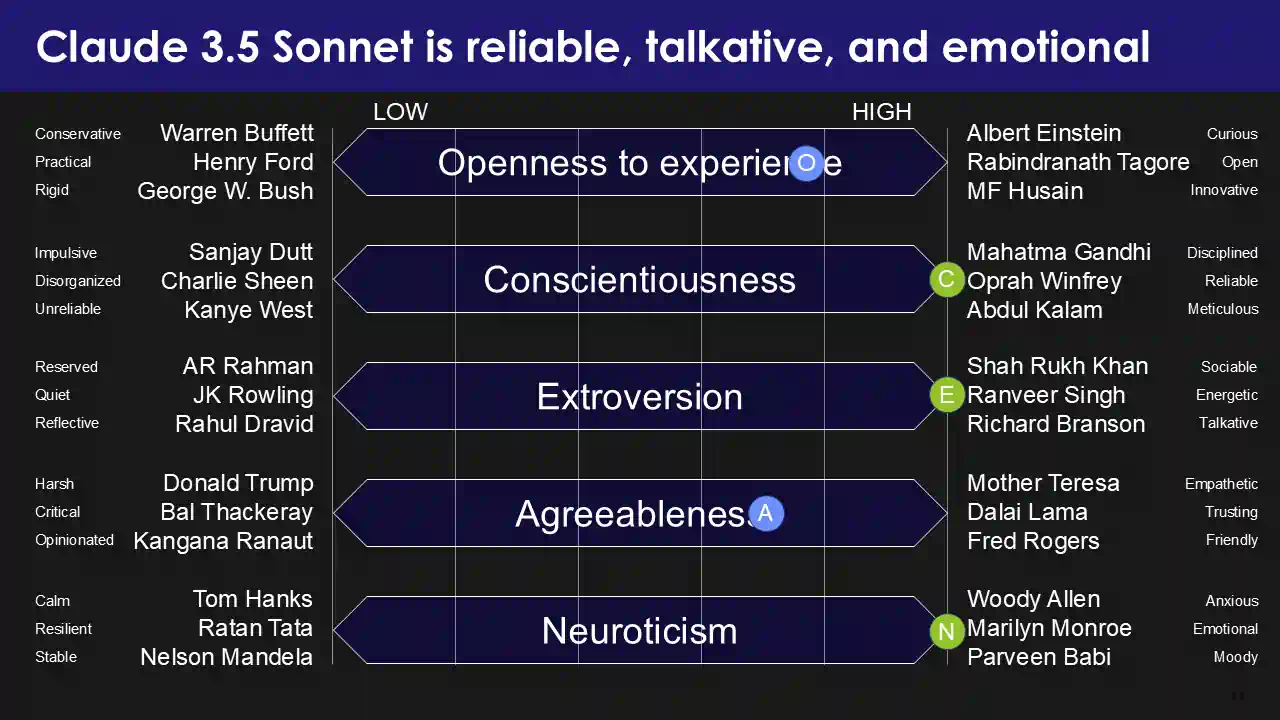 Claude 3.5 Sonnet is reliable, talkative, and emotional
LOW HIGH
Conservative Warren Buffett Albert Einstein Curious
Practical Henry Ford Openness to experience O Rabindranath Tagore Open
Rigid George W. Bush MF Husain Innovative
Impulsive Sanjay Dutt Mahatma Gandhi Disciplined
Disorganized Charlie Sheen Conscientiousness C Oprah Winfrey Reliable
Unreliable Kanye West Abdul Kalam Meticulous
Reserved AR Rahman Shah Rukh Khan Sociable
Quiet JK Rowling Extroversion E Ranveer Singh Energetic
Reflective Rahul Dravid Richard Branson Talkative
Harsh Donald Trump Mother Teresa Empathetic
Critical Bal Thackeray Agreeableness A Dalai Lama Trusting
Opinionated Kangana Ranaut Fred Rogers Friendly
Calm Tom Hanks Woody Allen Anxious
Resilient Ratan Tata Neuroticism N Marilyn Monroe Emotional
Stable Nelson Mandela Parveen Babi Moody